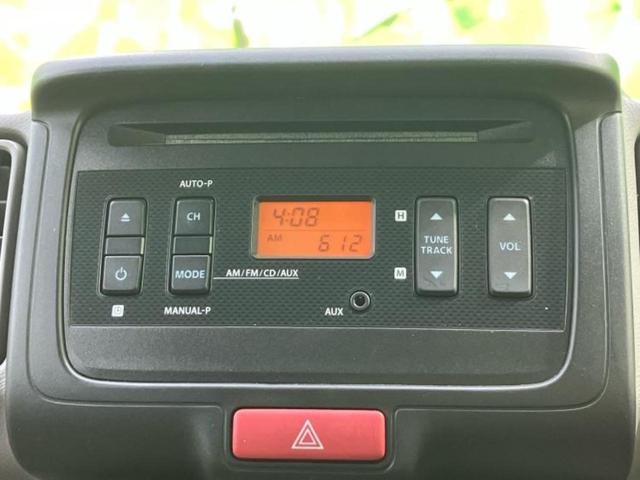 AUTO-P
CH
4:08
AM 612
H
TUNE
TRACK
VOL
MODE
AM/FM/CD/AUX
M
MANUAL-P
AUX